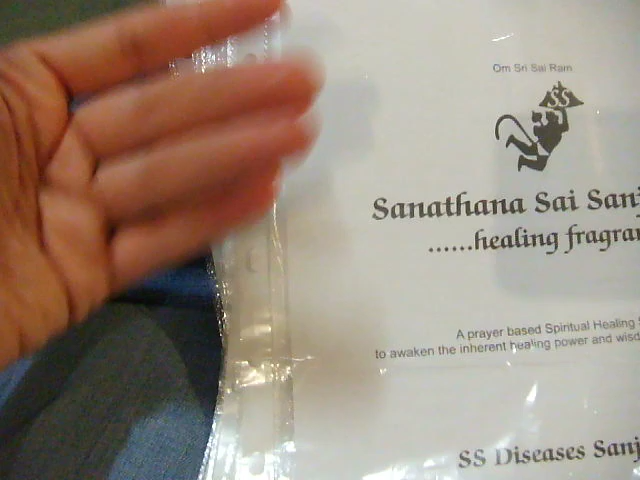 Om Sri Sai Ram
SS
Sanathana Sai
......healing
A prayer based Spiritual Healing
to awaken the inherent healing power and
SS Diseases